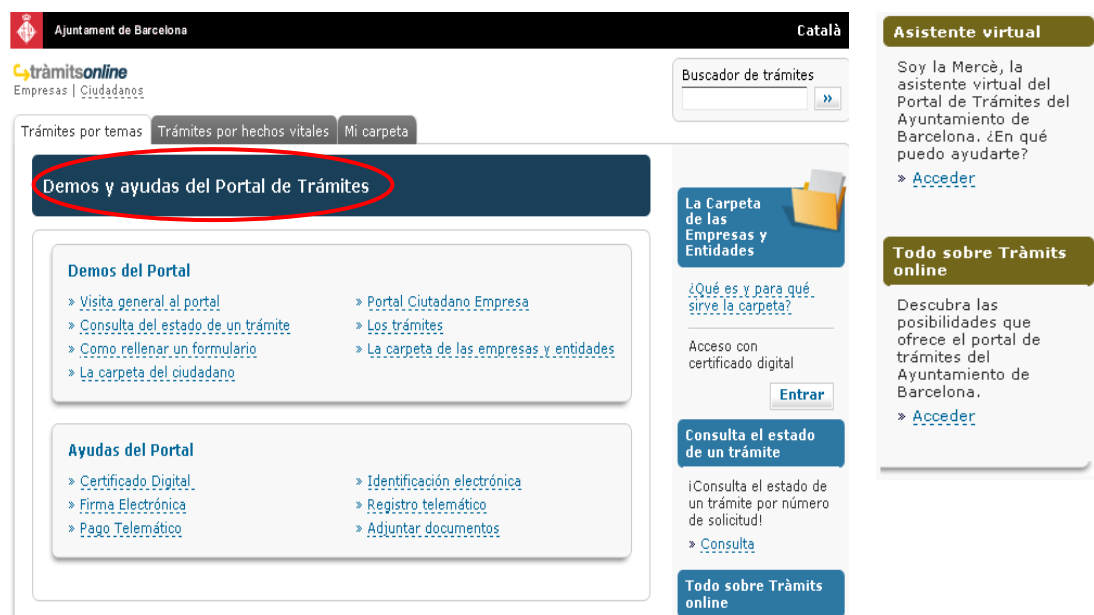 Ajuntament de Barcelona
Català
tràmitsonline
Empresas | Ciudadanos
Buscador de trámites
»
Trámites por temas
Trámites por hechos vitales
Mi carpeta
Demos y ayudas del Portal de Trámites
Demos del Portal
» Visita general al portal
» Consulta del estado de un trámite
» Como rellenar un formulario
» La carpeta del ciudadano
» Portal Ciutadano Empresa
» Los trámites
» La carpeta de las empresas y entidades
Ayudas del Portal
» Certificado Digital
» Firma Electrónica
» Pago Telemático
» Identificación electrónica
» Registro telemático
» Adjuntar documentos
La Carpeta
de las
Empresas y
Entidades
¿Qué es y para qué
sirve la carpeta?
Acceso con
certificado digital
Entrar
Consulta el estado
de un trámite
¡Consulta el estado de
un trámite por número
de solicitud!
» Consulta
Todo sobre Tràmits
online
Asistente virtual
Soy la Mercè, la
asistente virtual del
Portal de Trámites del
Ayuntamiento de
Barcelona. ¿En qué
puedo ayudarte?
» Acceder
Todo sobre Tràmits
online
Descubra las
posibilidades que
ofrece el portal de
trámites del
Ayuntamiento de
Barcelona.
» Acceder